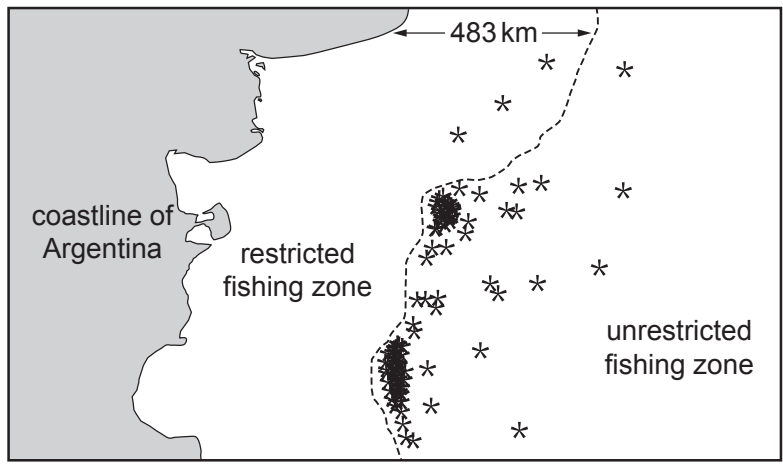 483 km
coastline of
Argentina
restricted
fishing zone
unrestricted
fishing zone